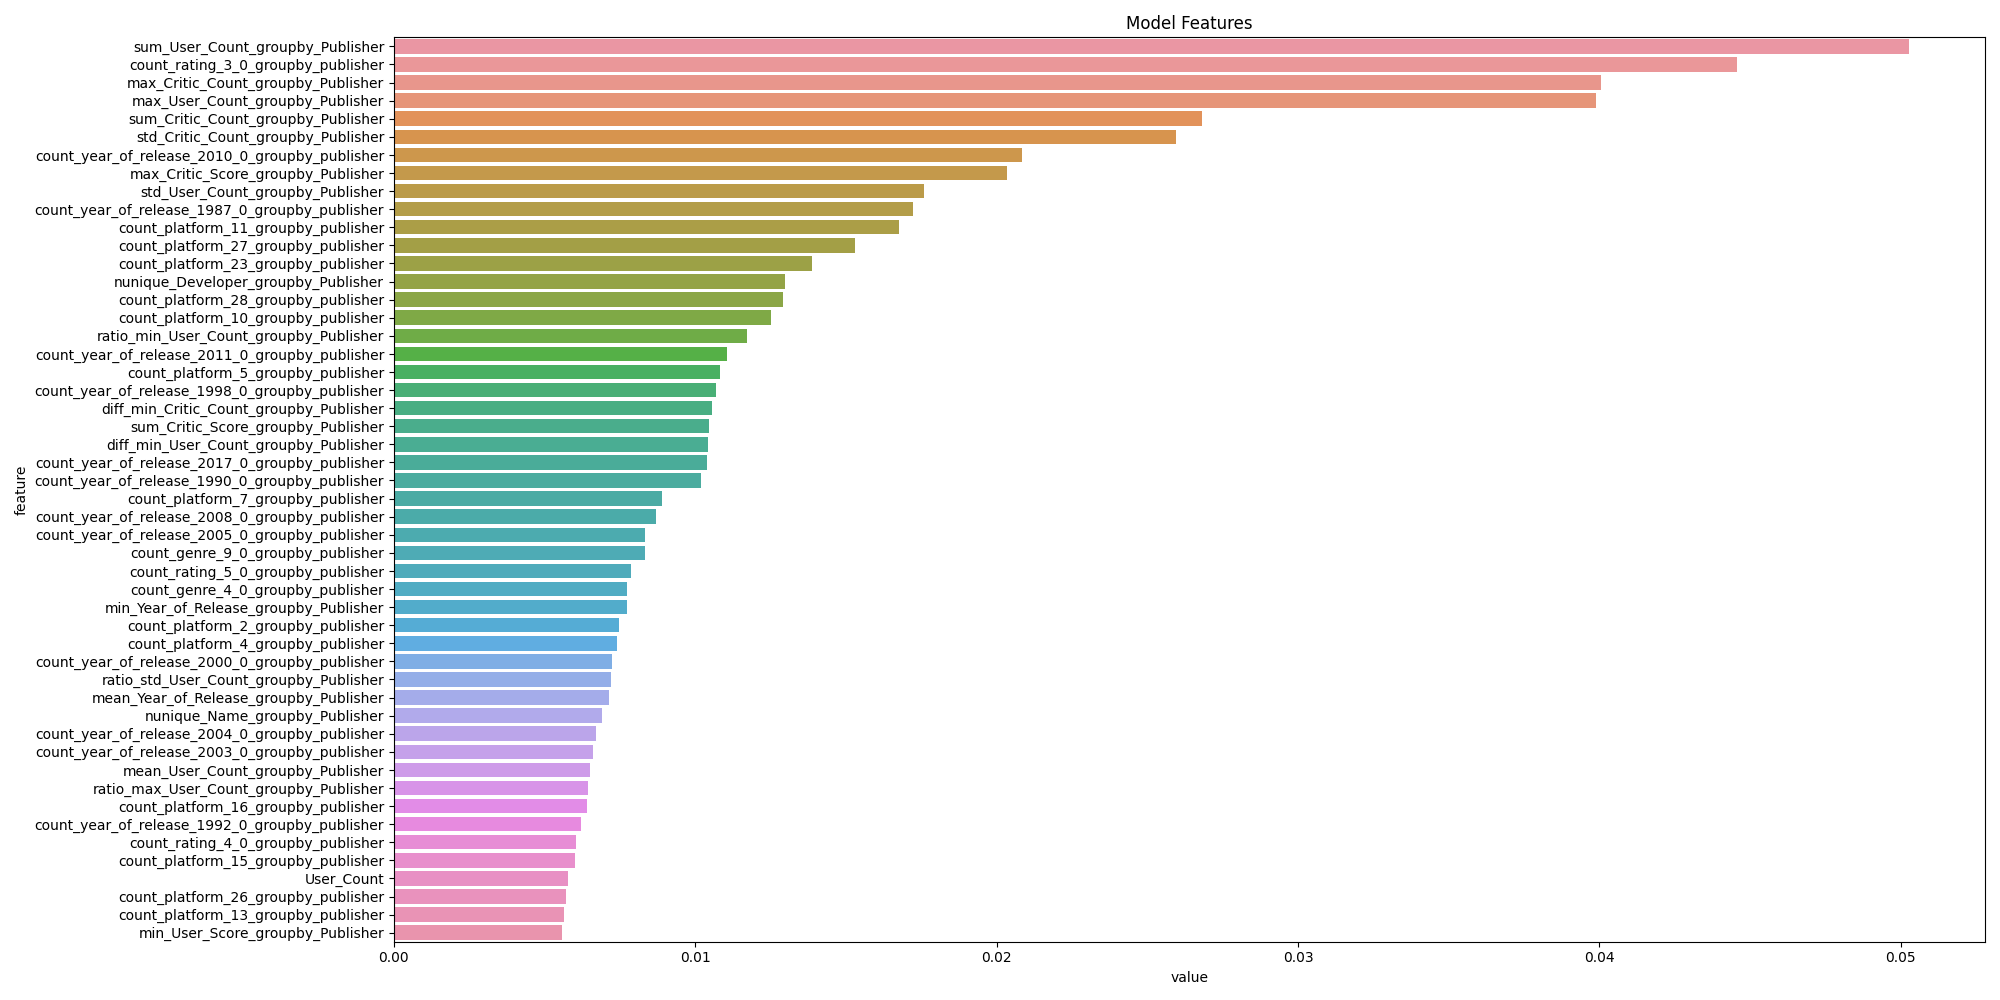 Model Features
sum_User_Count_groupby_Publisher
count_rating_3_0_groupby_publisher
max_Critic_Count_groupby_Publisher
max_User_Count_groupby_Publisher
sum_Critic_Count_groupby_Publisher
std_Critic_Count_groupby_Publisher
count_year_of_release_2010_0_groupby_publisher
max_Critic_Score_groupby_Publisher
std_User_Count_groupby_Publisher
count_year_of_release_1987_0_groupby_publisher
count_platform_11_groupby_publisher
count_platform_27_groupby_publisher
count_platform_23_groupby_publisher
nunique_Developer_groupby_Publisher
count_platform_28_groupby_publisher
count_platform_10_groupby_publisher
ratio_min_User_Count_groupby_Publisher
count_year_of_release_2011_0_groupby_publisher
count_platform_5_groupby_publisher
count_year_of_release_1998_0_groupby_publisher
diff_min_Critic_Count_groupby_Publisher
sum_Critic_Score_groupby_Publisher
diff_min_User_Count_groupby_Publisher
count_year_of_release_2017_0_groupby_publisher
count_year_of_release_1990_0_groupby_publisher
count_platform_7_groupby_publisher
count_year_of_release_2008_0_groupby_publisher
count_year_of_release_2005_0_groupby_publisher
count_genre_9_0_groupby_publisher
count_rating_5_0_groupby_publisher
count_genre_4_0_groupby_publisher
min_Year_of_Release_groupby_Publisher
count_platform_2_groupby_publisher
count_platform_4_groupby_publisher
count_year_of_release_2000_0_groupby_publisher
ratio_std_User_Count_groupby_Publisher
mean_Year_of_Release_groupby_Publisher
nunique_Name_groupby_Publisher
count_year_of_release_2004_0_groupby_publisher
count_year_of_release_2003_0_groupby_publisher
mean_User_Count_groupby_Publisher
ratio_max_User_Count_groupby_Publisher
count_platform_16_groupby_publisher
count_year_of_release_1992_0_groupby_publisher
count_rating_4_0_groupby_publisher
count_platform_15_groupby_publisher
User_Count
count_platform_26_groupby_publisher
count_platform_13_groupby_publisher
min_User_Score_groupby_Publisher
feature
0.00 0.01 0.02 0.03 0.04 0.05
value